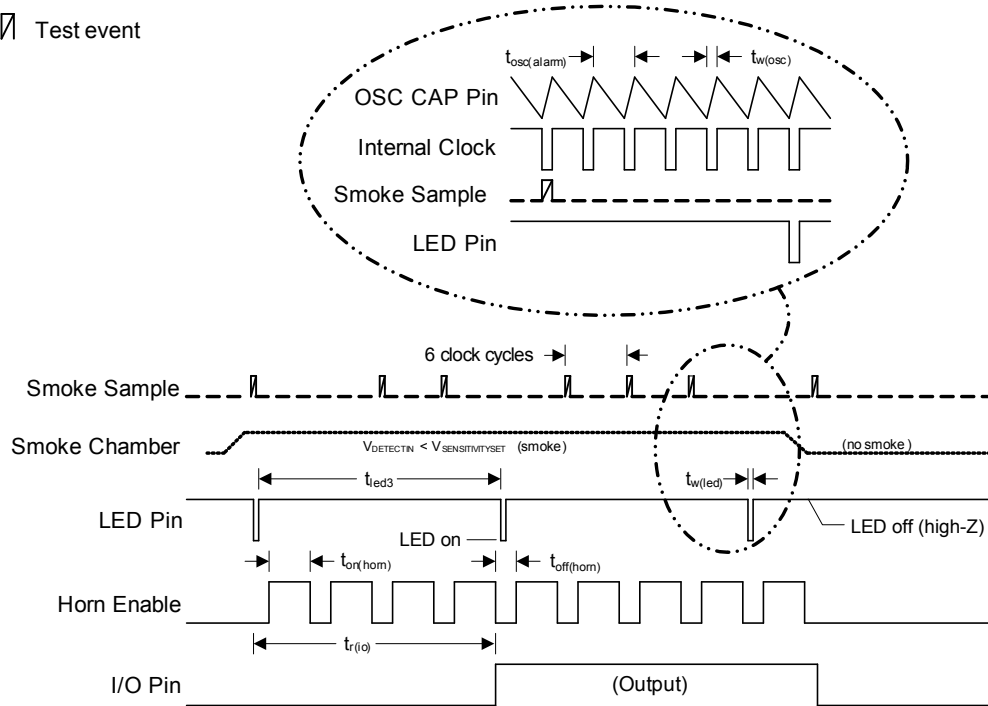 Test event
tosc(alarm)
tw(osc)
OSC CAP Pin
Internal Clock
Smoke Sample
LED Pin
6 clock cycles
Smoke Sample
Smoke Chamber
VDETECTIN < VSENSITIVITYSET (smoke)
(no smoke)
tled3
tw(led)
LED Pin
LED on
LED off (high-Z)
ton(horn)
toff(horn)
Horn Enable
tr(io)
I/O Pin
(Output)